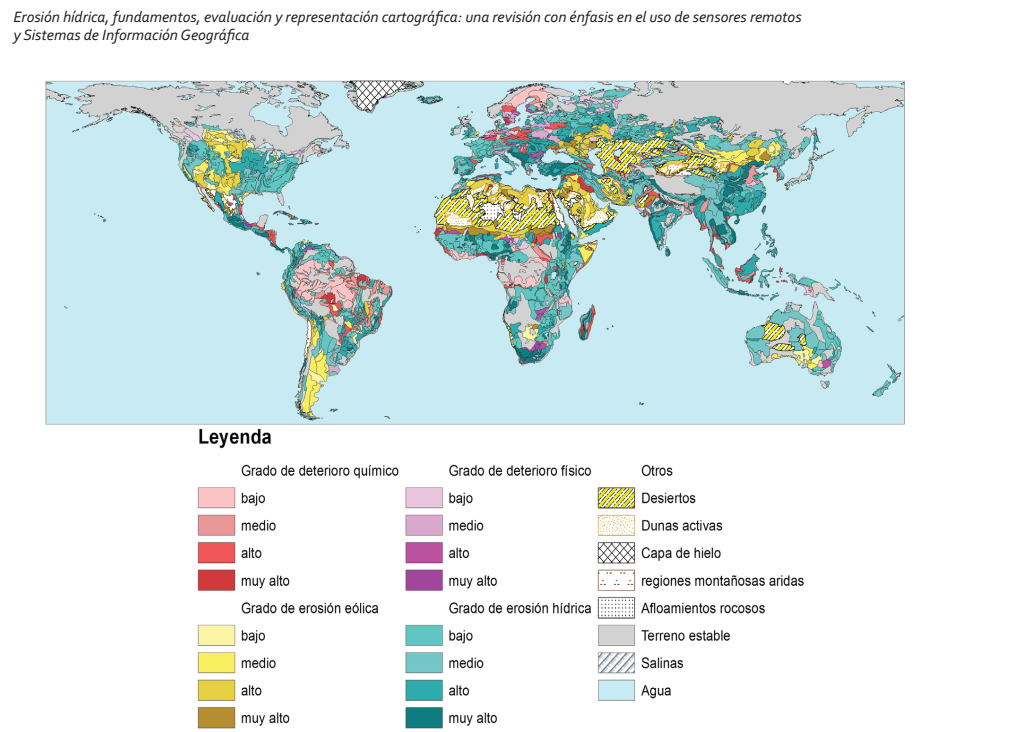 Erosión hídrica, fundamentos, evaluación y representación cartográfica: una revisión con énfasis en el uso de sensores remotos
y Sistemas de Información Geográfica
Leyenda
Grado de deterioro químico
bajo
medio
alto
muy alto
Grado de erosión eólica
bajo
medio
alto
muy alto
Grado de deterioro físico
bajo
medio
alto
muy alto
Grado de erosión hídrica
bajo
medio
alto
muy alto
Otros
Desiertos
Dunas activas
Capa de hielo
regiones montañosas aridas
Afloamientos rocosos
Terreno estable
Salinas
Agua